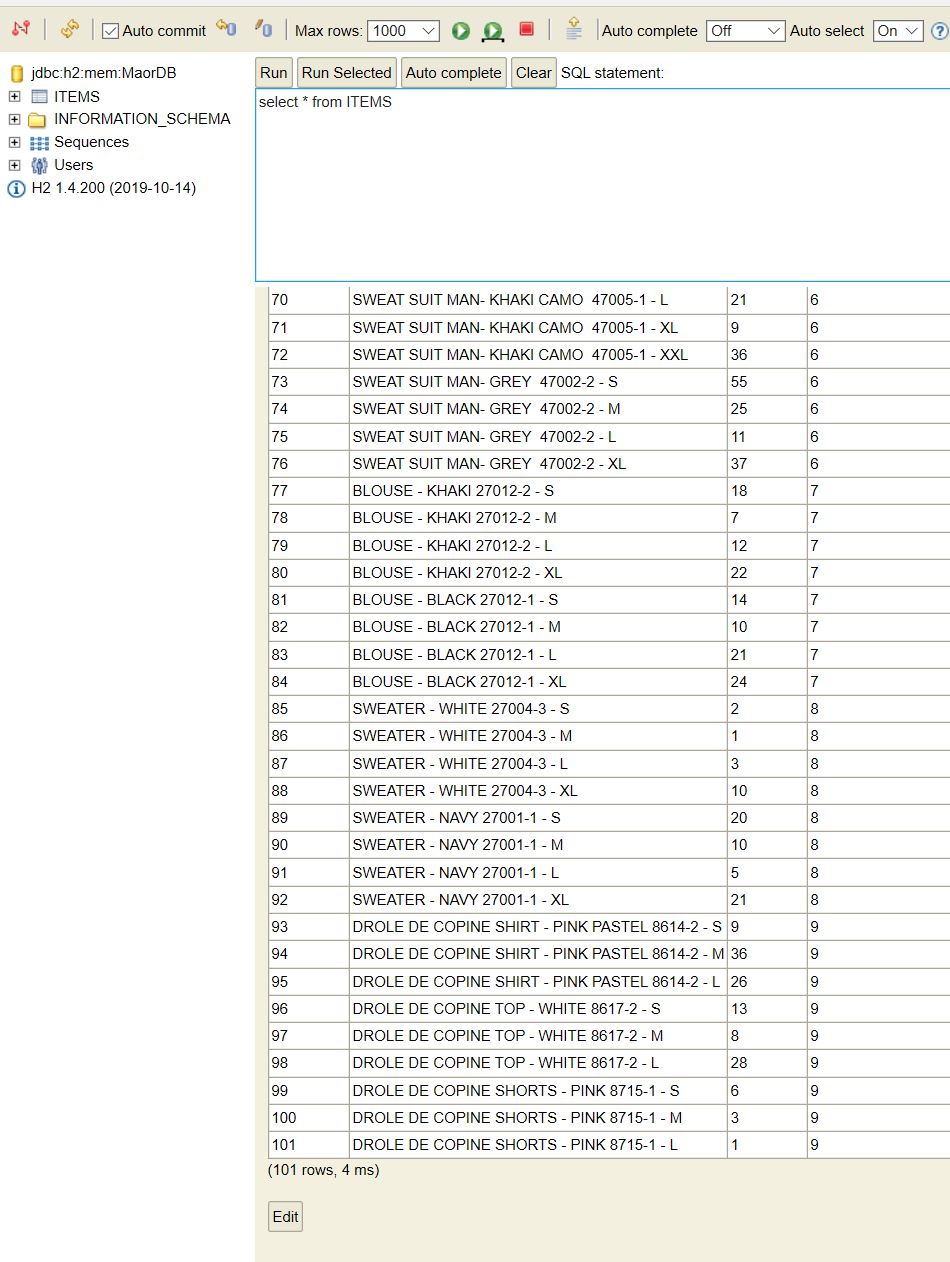 Auto commit Max rows: 1000 Auto complete Off Auto select On ?
jdbc:h2:mem:MaorDB
ITEMS
INFORMATION_SCHEMA
Sequences
Users
H2 1.4.200 (2019-10-14)
Run Run Selected Auto complete Clear SQL statement:
select * from ITEMS
70 SWEAT SUIT MAN- KHAKI CAMO  47005-1 - L 21 6
71 SWEAT SUIT MAN- KHAKI CAMO  47005-1 - XL 9 6
72 SWEAT SUIT MAN- KHAKI CAMO  47005-1 - XXL 36 6
73 SWEAT SUIT MAN- GREY  47002-2 - S 55 6
74 SWEAT SUIT MAN- GREY  47002-2 - M 25 6
75 SWEAT SUIT MAN- GREY  47002-2 - L 11 6
76 SWEAT SUIT MAN- GREY  47002-2 - XL 37 6
77 BLOUSE - KHAKI 27012-2 - S 18 7
78 BLOUSE - KHAKI 27012-2 - M 7 7
79 BLOUSE - KHAKI 27012-2 - L 12 7
80 BLOUSE - KHAKI 27012-2 - XL 22 7
81 BLOUSE - BLACK 27012-1 - S 14 7
82 BLOUSE - BLACK 27012-1 - M 10 7
83 BLOUSE - BLACK 27012-1 - L 21 7
84 BLOUSE - BLACK 27012-1 - XL 24 7
85 SWEATER - WHITE 27004-3 - S 2 8
86 SWEATER - WHITE 27004-3 - M 1 8
87 SWEATER - WHITE 27004-3 - L 3 8
88 SWEATER - WHITE 27004-3 - XL 10 8
89 SWEATER - NAVY 27001-1 - S 20 8
90 SWEATER - NAVY 27001-1 - M 10 8
91 SWEATER - NAVY 27001-1 - L 5 8
92 SWEATER - NAVY 27001-1 - XL 21 8
93 DROLE DE COPINE SHIRT - PINK PASTEL 8614-2 - S 9 9
94 DROLE DE COPINE SHIRT - PINK PASTEL 8614-2 - M 36 9
95 DROLE DE COPINE SHIRT - PINK PASTEL 8614-2 - L 26 9
96 DROLE DE COPINE TOP - WHITE 8617-2 - S 13 9
97 DROLE DE COPINE TOP - WHITE 8617-2 - M 8 9
98 DROLE DE COPINE TOP - WHITE 8617-2 - L 28 9
99 DROLE DE COPINE SHORTS - PINK 8715-1 - S 6 9
100 DROLE DE COPINE SHORTS - PINK 8715-1 - M 3 9
101 DROLE DE COPINE SHORTS - PINK 8715-1 - L 1 9
(101 rows, 4 ms)
Edit